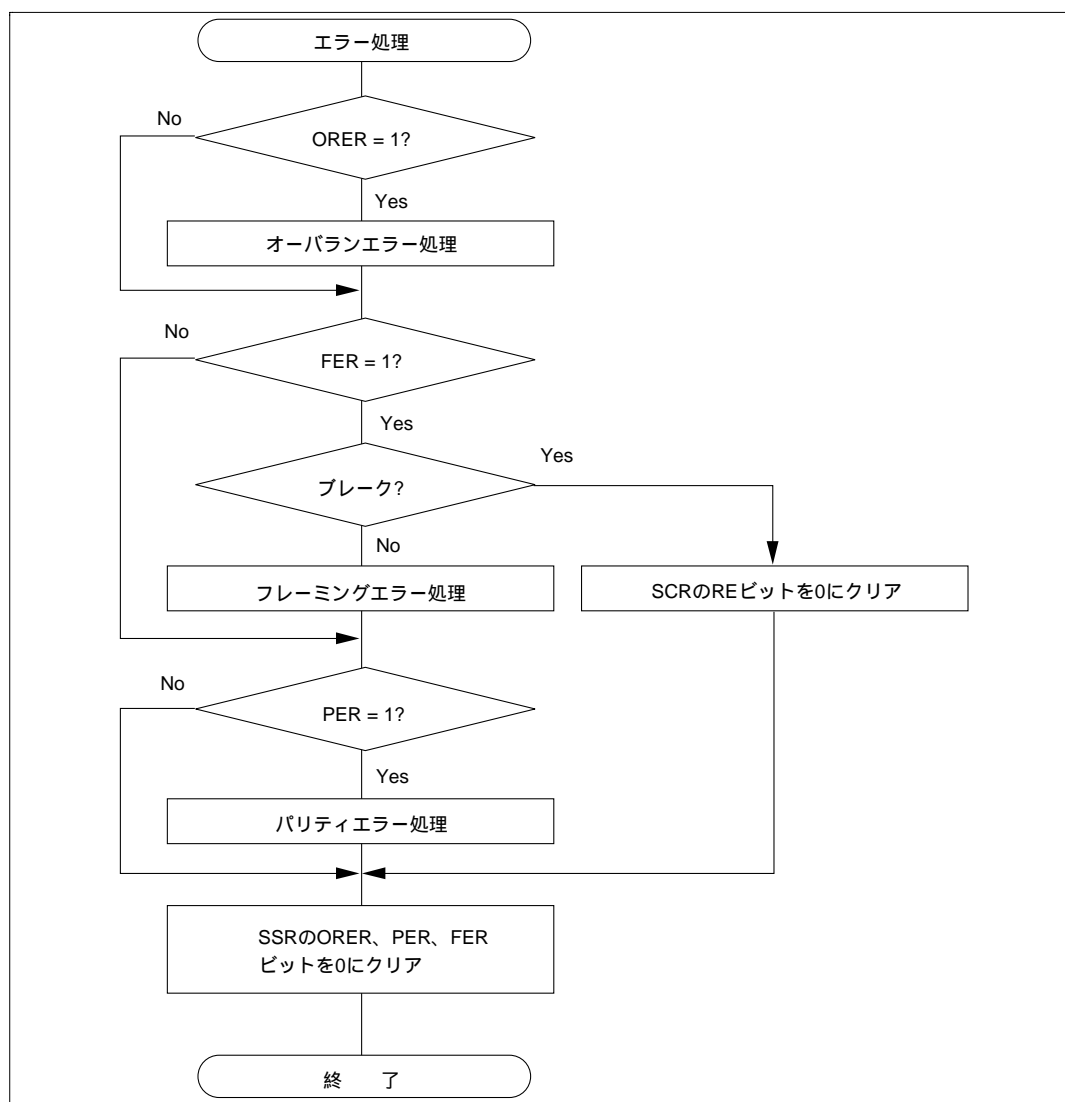 エラー処理
No
ORER = 1?
Yes
オーバランエラー処理
No
FER = 1?
Yes
Yes
ブレーク?
No
フレーミングエラー処理
SCRのREビットを0にクリア
No
PER = 1?
Yes
パリティエラー処理
SSRのORER、PER、FER
ビットを0にクリア
終 了